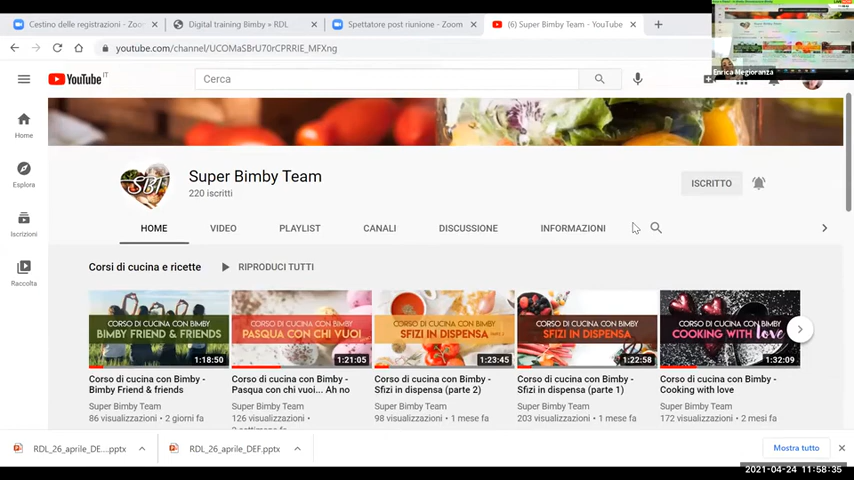 Cestino delle registrazioni - Zoo
Digital training Bimby » RDL
Spettatore post riunione - Zoom
(6) Super Bimby Team - YouTube
youtube.com/channel/UCOMaSBrU70rCPRRIE_MFXng
Enrica Megioranza
YouTube IT
Cerca
Home
Esplora
Iscrizioni
Raccolta
SBT
Super Bimby Team
220 iscritti
ISCRITTO
HOME VIDEO PLAYLIST CANALI DISCUSSIONE INFORMAZIONI
Corsi di cucina e ricette
RIPRODUCI TUTTI
CORSO DI CUCINA CON BIMBY
BIMBY FRIEND & FRIENDS
1:18:50
Corso di cucina con Bimby -
Bimby Friend & friends
Super Bimby Team
86 visualizzazioni • 2 giorni fa
CORSO DI CUCINA CON BIMBY
PASQUA CON CHI VUOI
1:21:05
Corso di cucina con Bimby -
Pasqua con chi vuoi... Ah no
Super Bimby Team
126 visualizzazioni •
CORSO DI CUCINA CON BIMBY
SFIZI IN DISPENSA
1:23:45
Corso di cucina con Bimby -
Sfizi in dispensa (parte 2)
Super Bimby Team
98 visualizzazioni • 1 mese fa
CORSO DI CUCINA CON BIMBY
SFIZI IN DISPENSA
1:22:58
Corso di cucina con Bimby -
Sfizi in dispensa (parte 1)
Super Bimby Team
203 visualizzazioni • 1 mese fa
CORSO DI CUCINA CON BIMBY
COOKING WITH love
1:32:09
Corso di cucina con Bimby -
Cooking with love
Super Bimby Team
172 visualizzazioni • 2 mesi fa
RDL_26_aprile_DE....pptx
RDL_26_aprile_DEF.pptx
Mostra tutto
2021-04-24 11:58:35